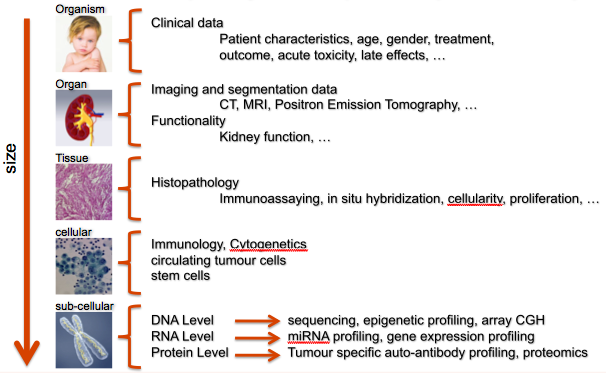 size
Organism
Clinical data
Patient characteristics, age, gender, treatment,
outcome, acute toxicity, late effects, …
Organ
Imaging and segmentation data
CT, MRI, Positron Emission Tomography, …
Functionality
Kidney function, …
Tissue
Histopathology
Immunoassaying, in situ hybridization, cellularity, proliferation, …
cellular
Immunology, Cytogenetics
circulating tumour cells
stem cells
sub-cellular
DNA Level sequencing, epigenetic profiling, array CGH
RNA Level miRNA profiling, gene expression profiling
Protein Level Tumour specific auto-antibody profiling, proteomics